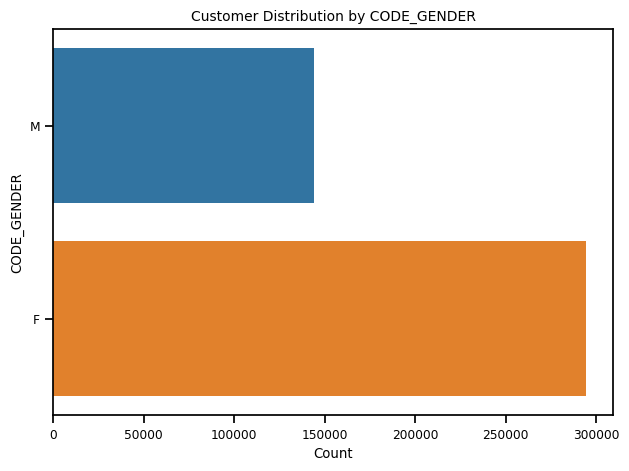 Customer Distribution by CODE_GENDER
CODE_GENDER
M
F
0 50000 100000 150000 200000 250000 300000
Count